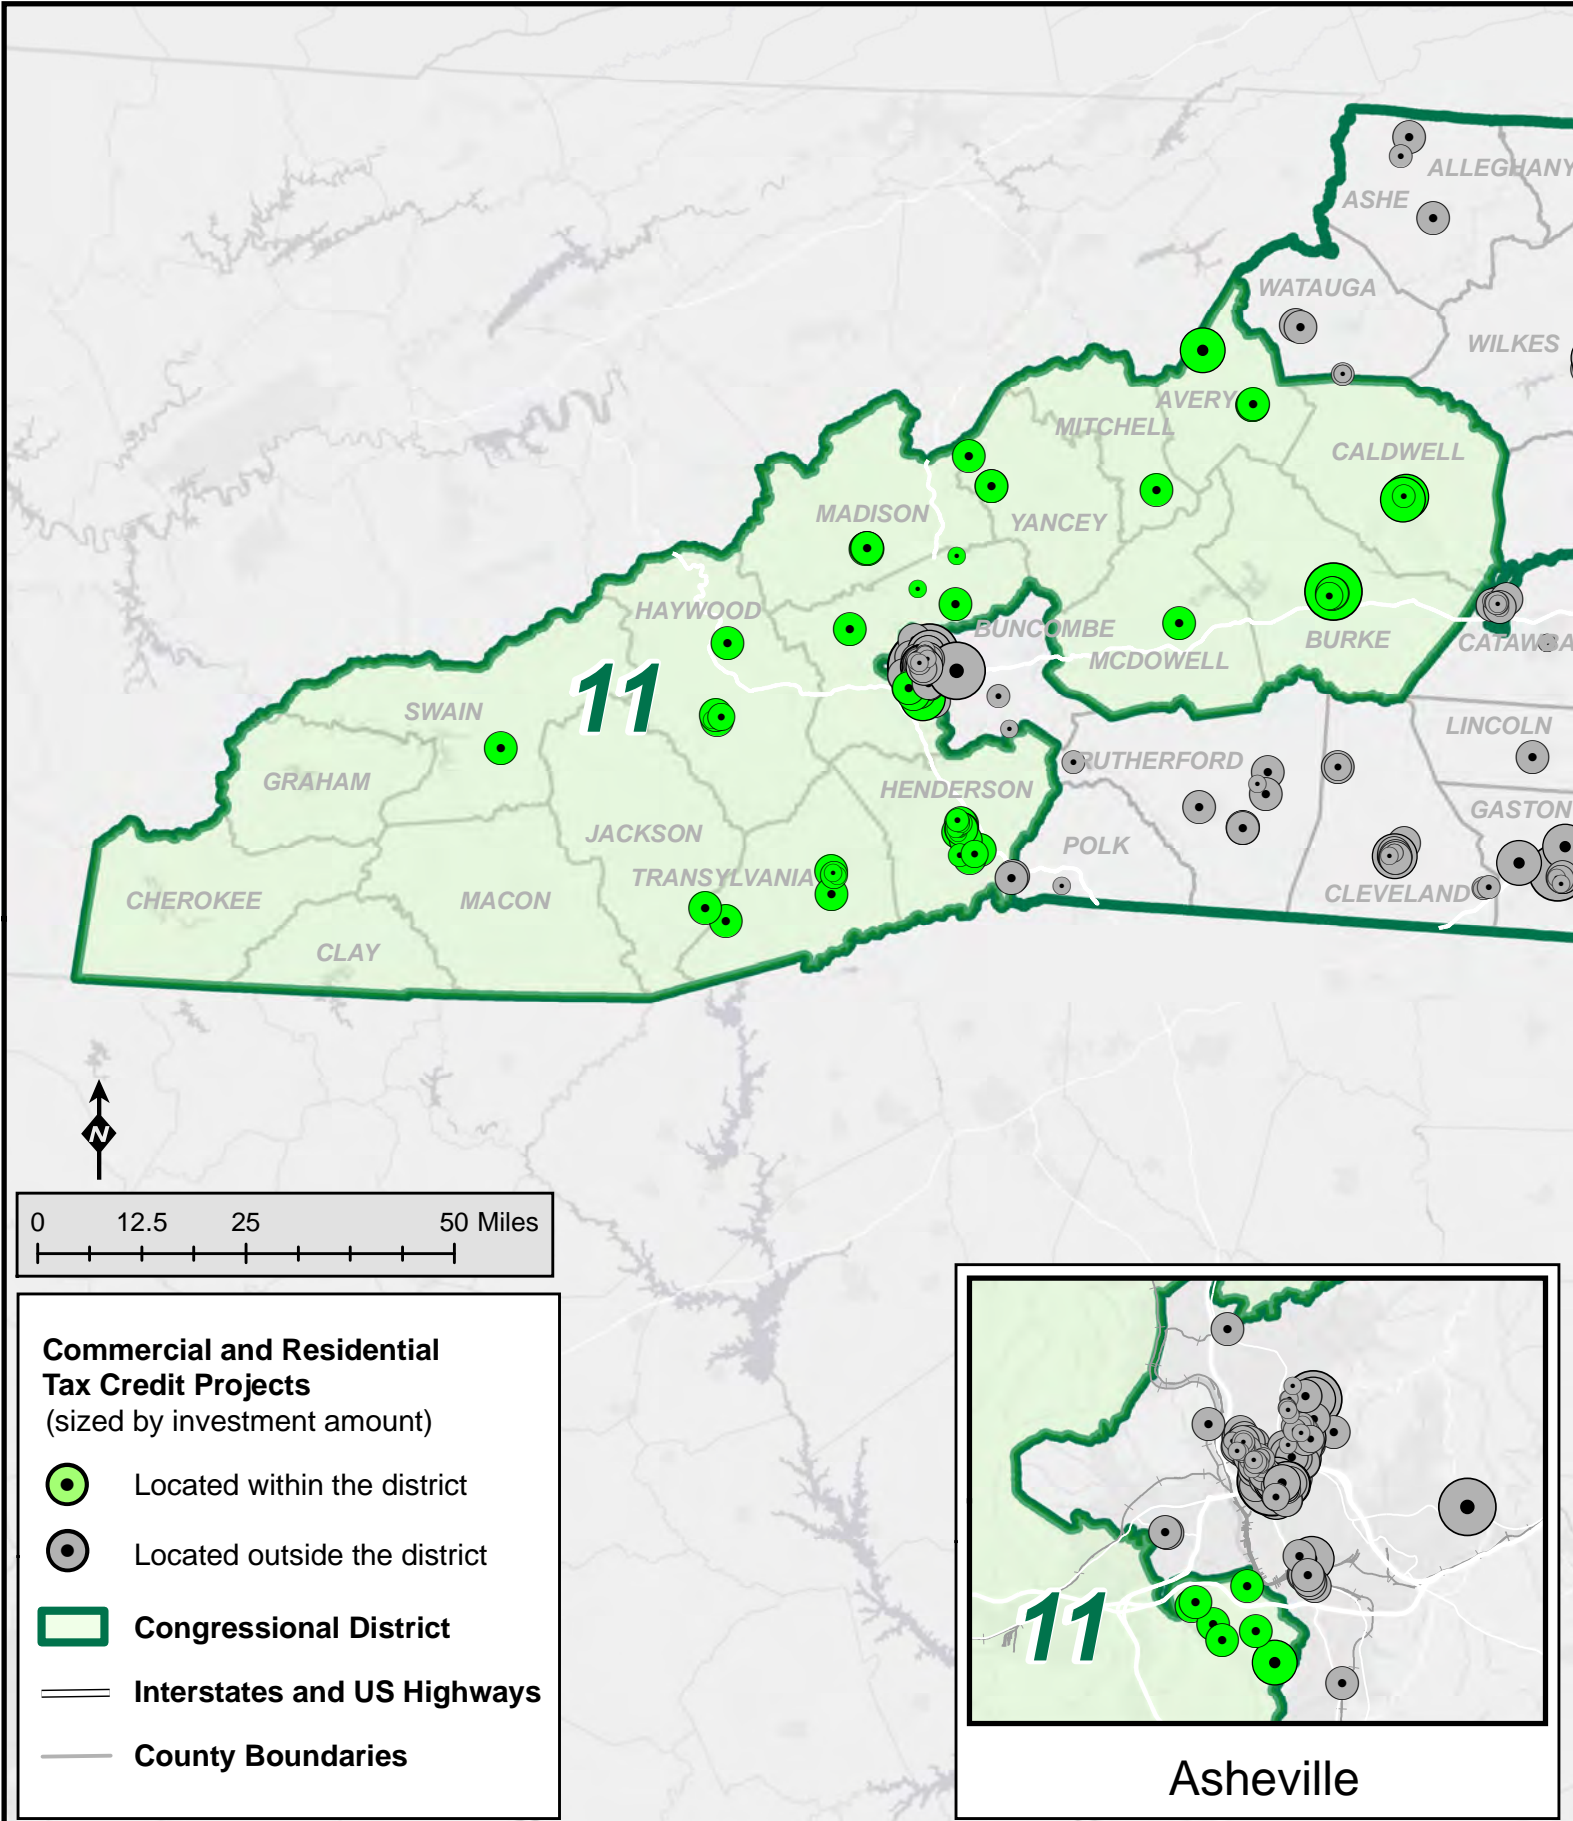 ALLEGHANY
ASHE
WATAUGA
WILKES
AVERY
MITCHELL
CALDWELL
MADISON
YANCEY
HAYWOOD
BUNCOMBE
BURKE
CATAWBA
MCDOWELL
11
SWAIN
LINCOLN
RUTHERFORD
GRAHAM
HENDERSON
GASTON
JACKSON
POLK
TRANSYLVANIA
CHEROKEE
MACON
CLEVELAND
CLAY
N
0 12.5 25 50 Miles
Commercial and Residential
Tax Credit Projects
(sized by investment amount)
Located within the district
Located outside the district
Congressional District
Interstates and US Highways
County Boundaries
11
Asheville